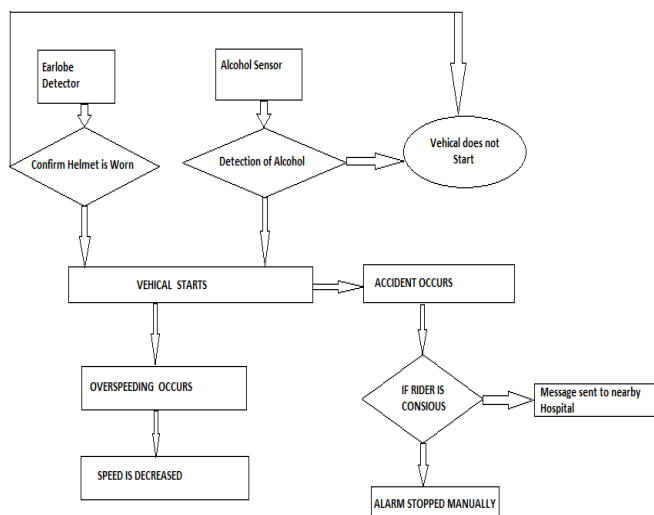 Earlobe
Detector
Alcohol Sensor
Confirm Helmet is Worn
Detection of Alcohol
Vehical does not
Start
VEHICAL STARTS
ACCIDENT OCCURS
OVERSPEEDING OCCURS
IF RIDER IS
CONSIOUS
Message sent to nearby
Hospital
SPEED IS DECREASED
ALARM STOPPED MANUALLY